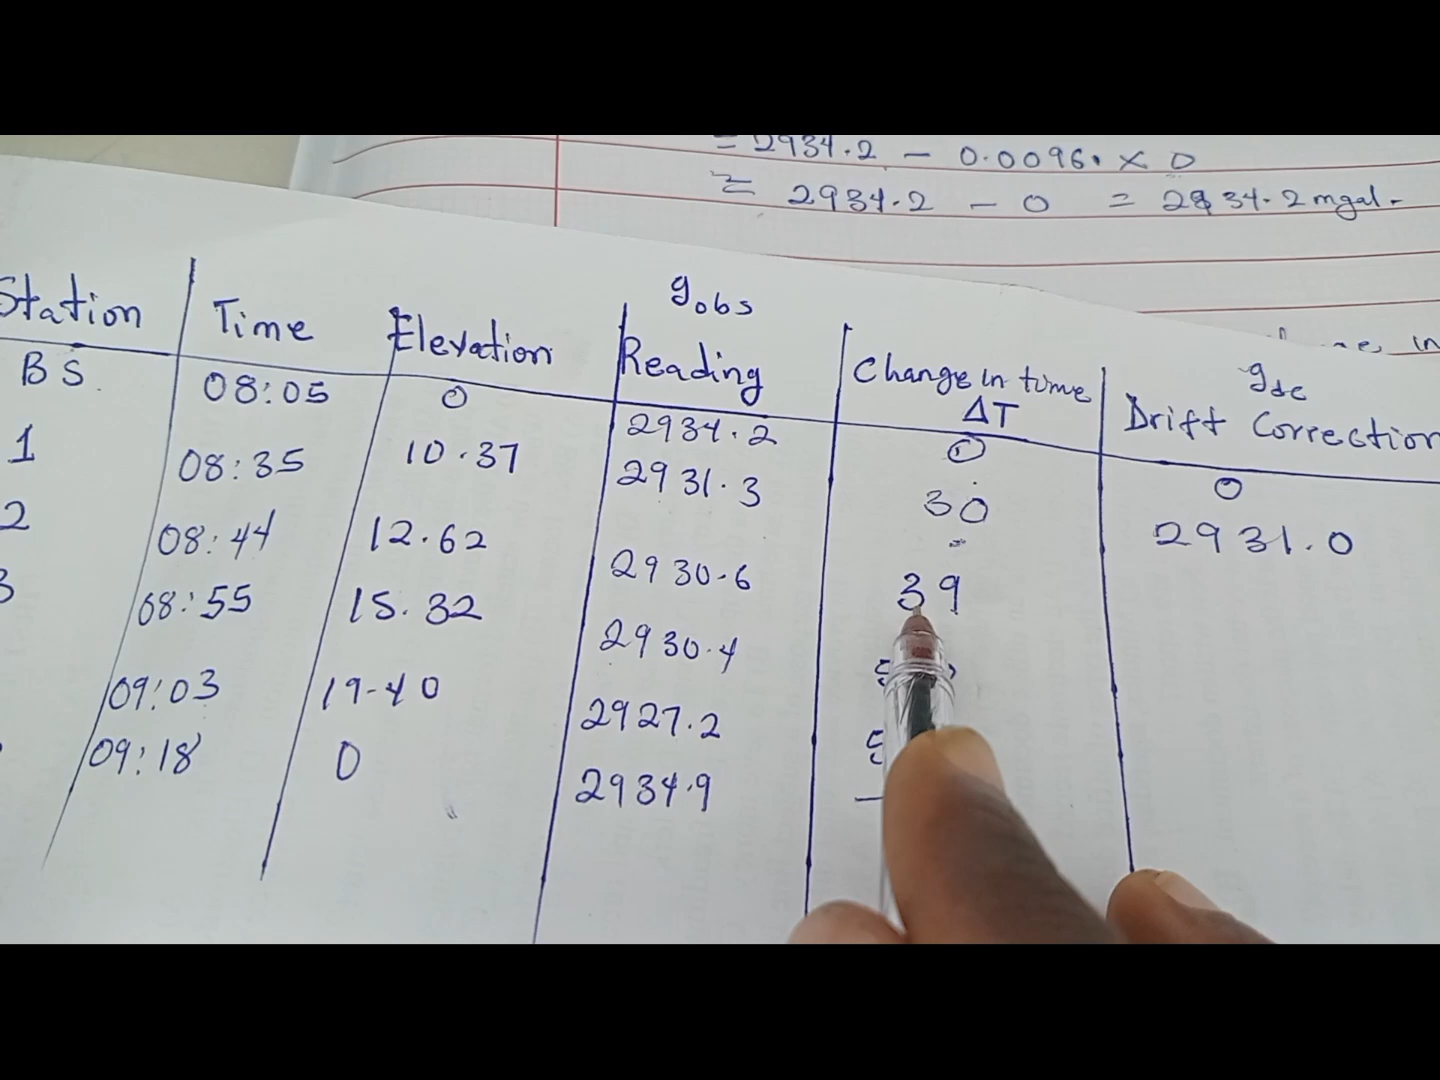 = 2934.2 - 0.0096. × 0
= 2934.2 - 0 = 2934.2 mgal.
Station Time Elevation gobs Reading Change in time ΔT gdc Drift Correction
BS. 08:05 0 2934.2 0 0
1 08:35 10.37 2931.3 30 2931.0
2 08:44 12.62 2930.6 39
3 08:55 15.32 2930.4
09:03 19.40 2927.2
09:18 0 2934.9